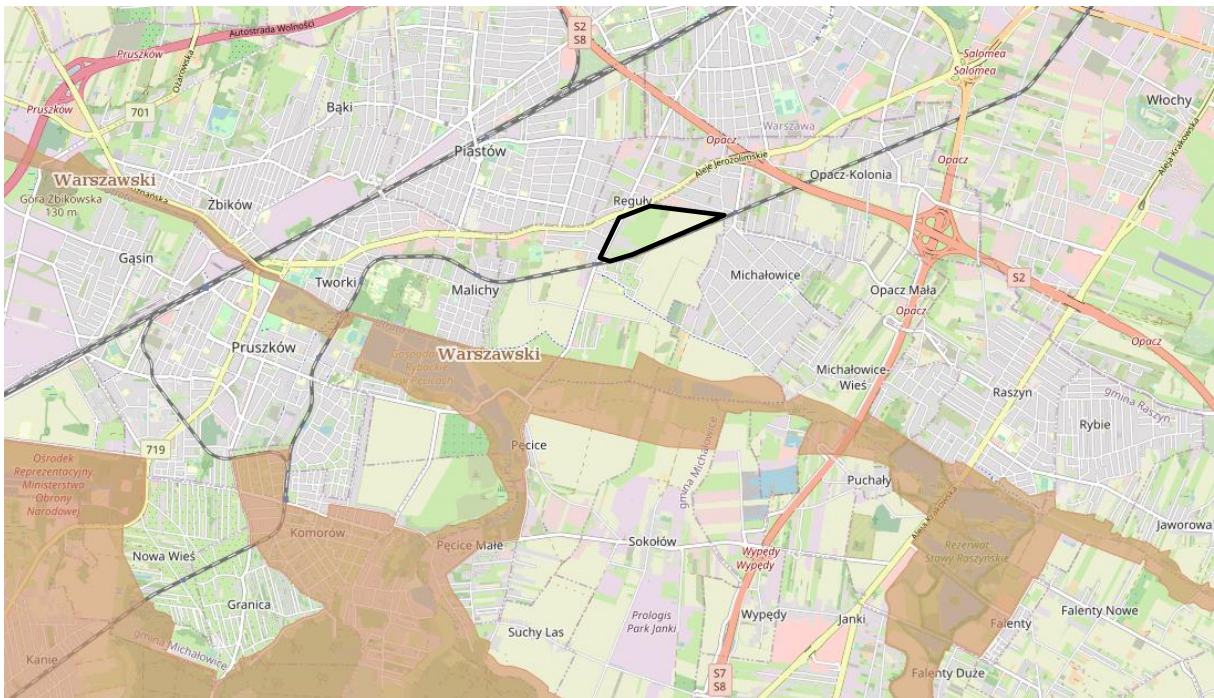 S2
S8
Autostrada Wolności
Pruszków
Ożarowska
Salomea
Salomea
Pruszków
701
Bąki
Włochy
Warszawa
Opacz
Aleja Krakowska
Piastów
Aleje Jerozolimskie
Opacz
Opacz-Kolonia
Warszawski
Góra Żbikowska
130 m
Żbików
Reguły
Gąsin
Tworki
Malichy
Michałowice
Opacz Mała
S2
Opacz
Opacz
Pruszków
Warszawski
Michałowice-
Wieś
Raszyn
gmina Raszyn
Rybie
Pęcice
gmina Michałowice
719
Ośrodek
Reprezentacyjny
Ministerstwa
Obrony
Narodowej
Puchały
Aleja Krakowska
Jaworowa
Komorów
Nowa Wieś
Pęcice Małe
Sokołów
Wypędy
Wypędy
Rezerwat
Stawy Raszyńskie
Granica
Prologis
Park Janki
Wypędy
Janki
Falenty Nowe
Falenty
Suchy Las
gmina Michałowice
Kanie
S7
S8
Falenty Duże